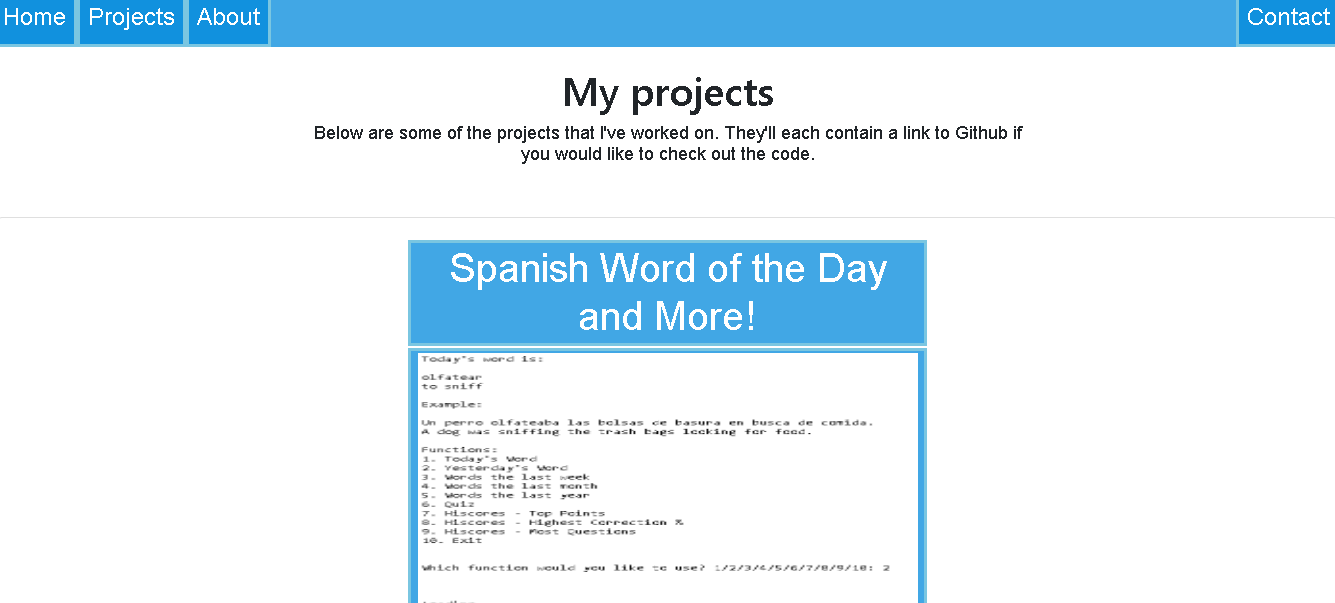 Home Projects About Contact
My projects
Below are some of the projects that I've worked on. They'll each contain a link to Github if
you would like to check out the code.
Spanish Word of the Day
and More!
Today's word is:
olfatear
to sniff
Example:
Un perro olfateaba las bolsas de basura en busca de comida.
A dog was sniffing the trash bags looking for food.
Functions:
1. Today's Word
2. Yesterday's Word
3. Words the last week
4. Words the last month
5. Words the last year
6. Quiz
7. Hiscores - Top Points
8. Hiscores - Highest Correction %
9. Hiscores - Most Questions
10. Exit
Which function would you like to use? 1/2/3/4/5/6/7/8/9/10: 2